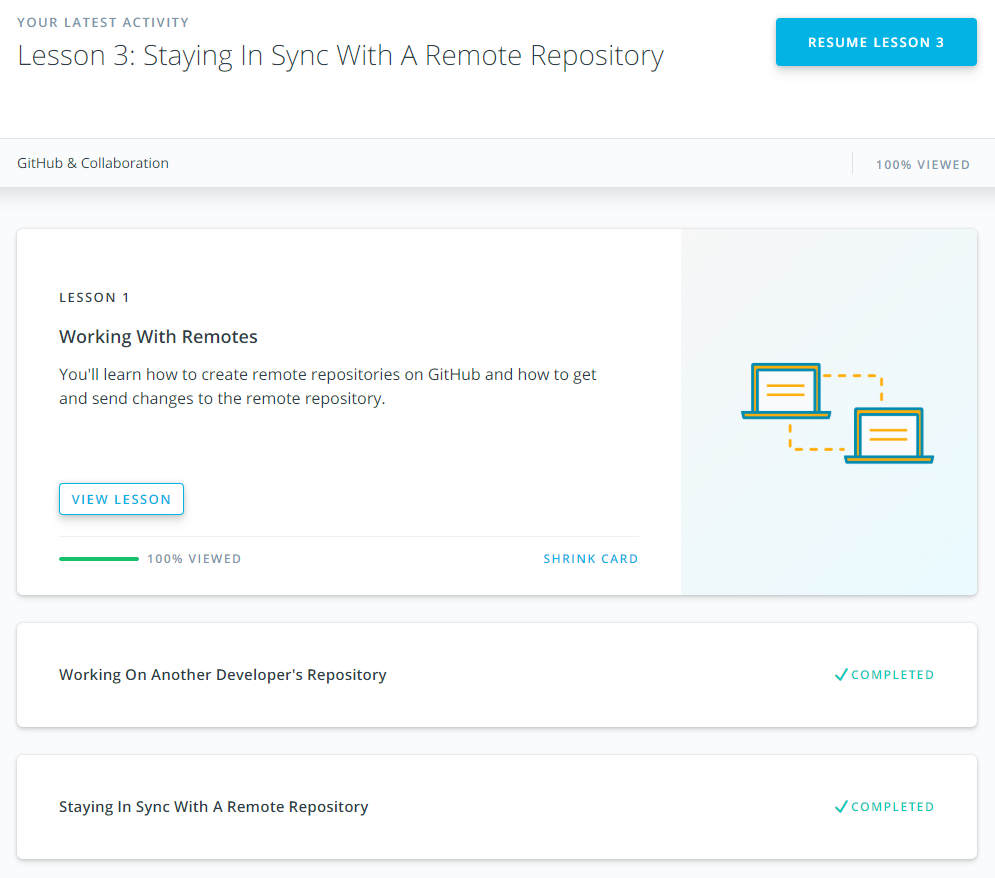 YOUR LATEST ACTIVITY
Lesson 3: Staying In Sync With A Remote Repository
RESUME LESSON 3
GitHub & Collaboration
100% VIEWED
LESSON 1
Working With Remotes
You'll learn how to create remote repositories on GitHub and how to get
and send changes to the remote repository.
VIEW LESSON
100% VIEWED
SHRINK CARD
Working On Another Developer's Repository
COMPLETED
Staying In Sync With A Remote Repository
COMPLETED